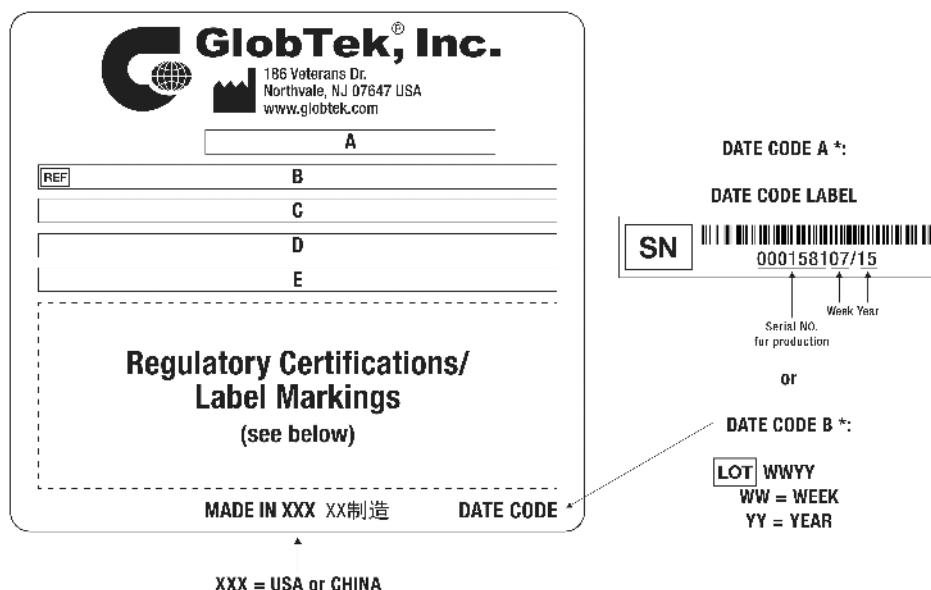 GlobTek,® Inc.
186 Veterans Dr.
Northvale, NJ 07647 USA
www.globtek.com
A
REF B
C
D
E
Regulatory Certifications/
Label Markings
(see below)
MADE IN XXX XX制造 DATE CODE
XXX = USA or CHINA
DATE CODE A *:
DATE CODE LABEL
SN
000158107/15
Week Year
Serial NO.
for production
or
DATE CODE B *:
LOT WWYY
WW = WEEK
YY = YEAR